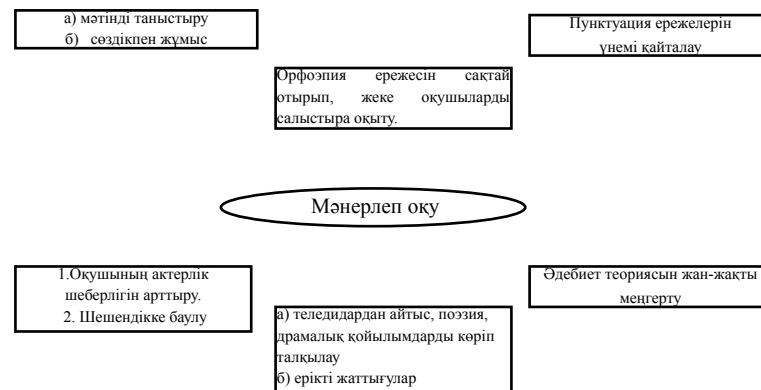 а) мәтінді таныстыру
б) сөздікпен жұмыс
Пунктуация ережелерін
үнемі қайталау
Орфоэпия ережесін сақтай
отырып, жеке оқушыларды
салыстыра оқыту.
Мәнерлеп оқу
1.Оқушының актерлік
шеберлігін арттыру.
2. Шешендікке баулу
Әдебиет теориясын жан-жақты
меңгерту
а) теледидардан айтыс, поэзия,
драмалық қойылымдарды көріп
талқылау
б) ерікті жаттығулар